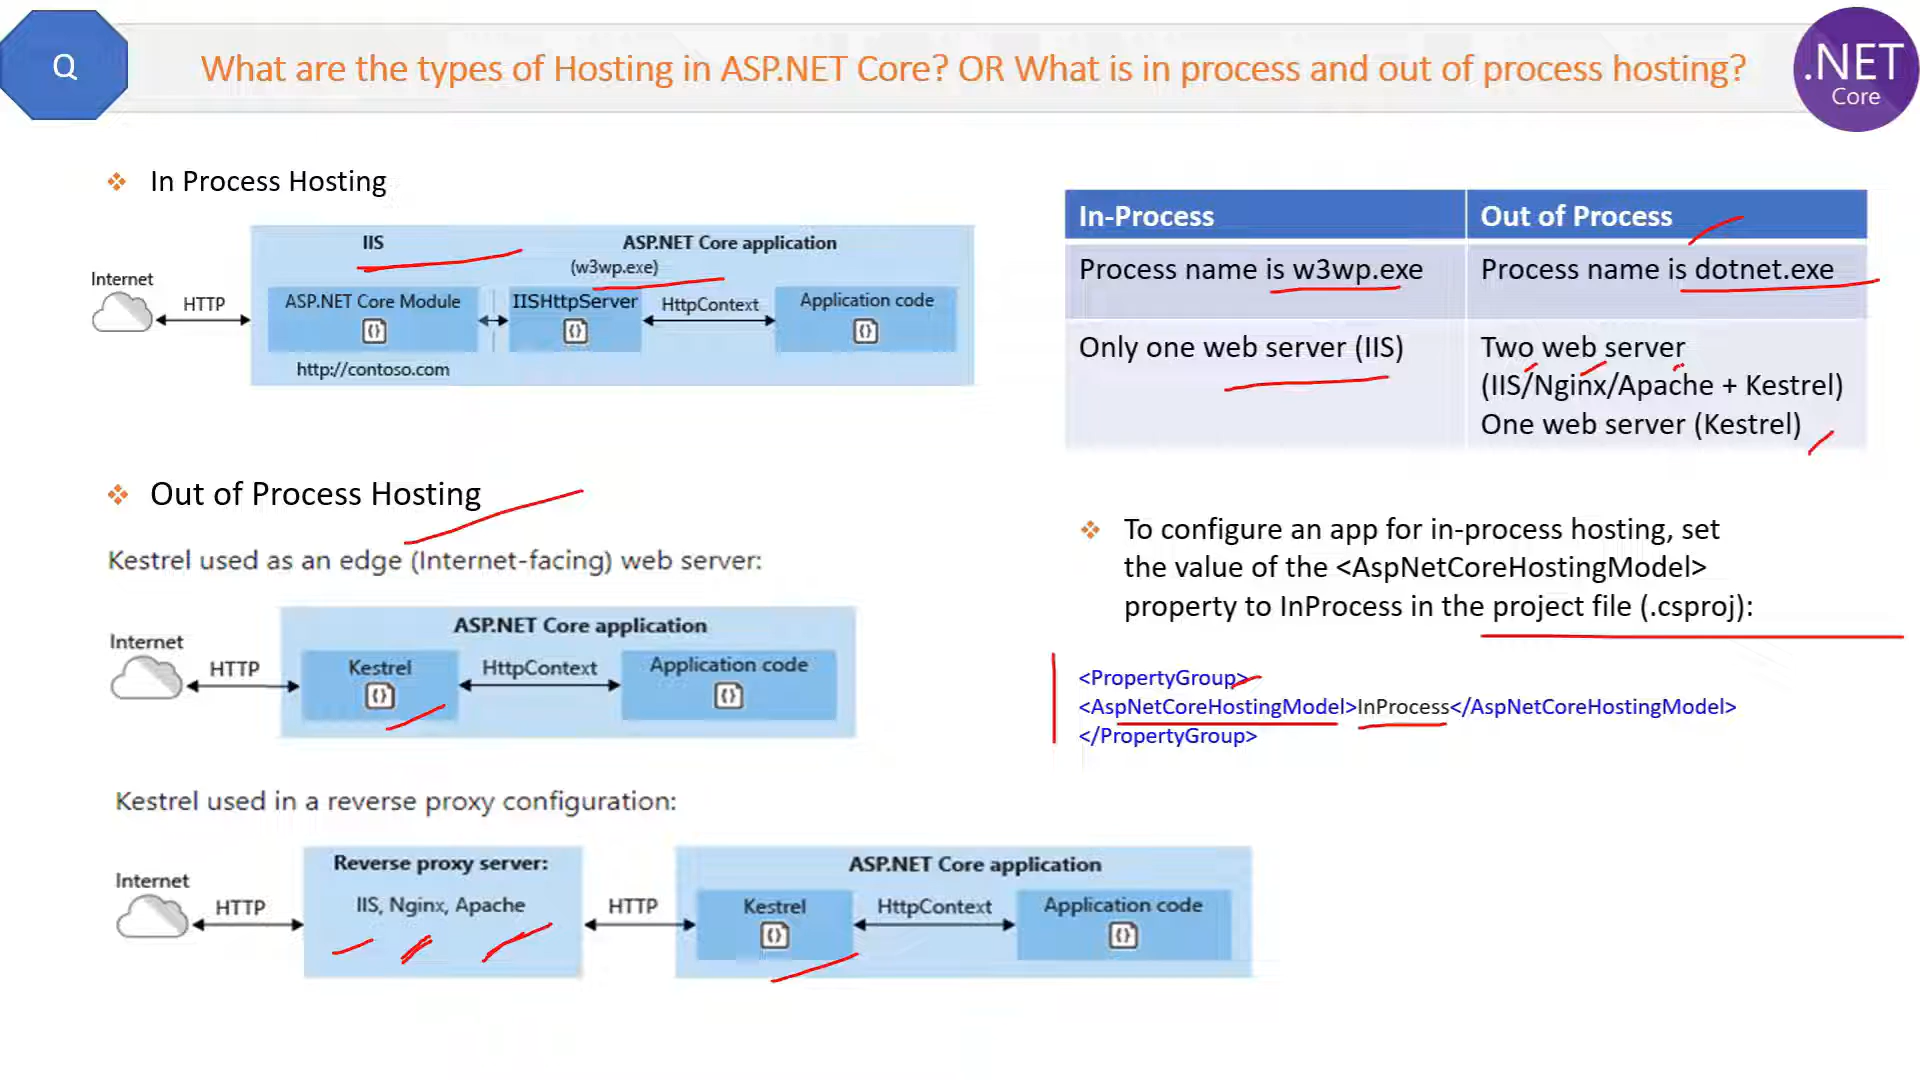 Q
What are the types of Hosting in ASP.NET Core? OR What is in process and out of process hosting?
.NET
Core
In Process Hosting
IIS
ASP.NET Core application
(w3wp.exe)
Internet
HTTP
ASP.NET Core Module
IISHttpServer
HttpContext
Application code
http://contoso.com
In-Process
Out of Process
Process name is w3wp.exe
Process name is dotnet.exe
Only one web server (IIS)
Two web server
(IIS/Nginx/Apache + Kestrel)
One web server (Kestrel)
Out of Process Hosting
Kestrel used as an edge (Internet-facing) web server:
ASP.NET Core application
Internet
HTTP
Kestrel
HttpContext
Application code
To configure an app for in-process hosting, set
the value of the <AspNetCoreHostingModel>
property to InProcess in the project file (.csproj):
<PropertyGroup>
<AspNetCoreHostingModel>InProcess</AspNetCoreHostingModel>
</PropertyGroup>
Kestrel used in a reverse proxy configuration:
Reverse proxy server:
ASP.NET Core application
Internet
HTTP
IIS, Nginx, Apache
HTTP
Kestrel
HttpContext
Application code